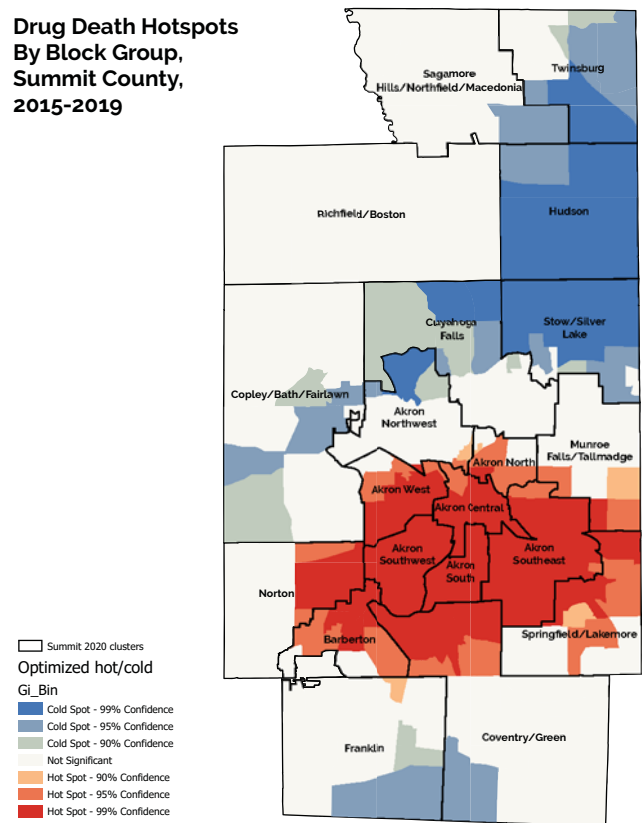 Drug Death Hotspots
By Block Group,
Summit County,
2015-2019
Sagamore
Hills/Northfield/Macedonia
Twinsburg
Richfield/Boston
Hudson
Cuyahoga
Falls
Stow/Silver
Lake
Copley/Bath/Fairlawn
Akron
Northwest
Munroe
Falls/Tallmadge
Akron North
Akron West
Akron Central
Akron
Southwest
Akron
South
Akron
Southeast
Norton
Barberton
Springfield/Lakemore
Franklin
Coventry/Green
Summit 2020 clusters
Optimized hot/cold
Gi_Bin
Cold Spot - 99% Confidence
Cold Spot - 95% Confidence
Cold Spot - 90% Confidence
Not Significant
Hot Spot - 90% Confidence
Hot Spot - 95% Confidence
Hot Spot - 99% Confidence